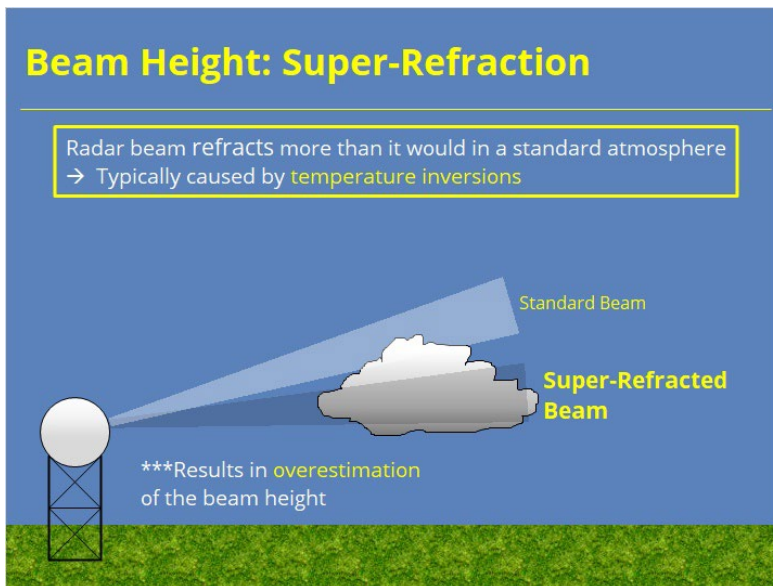 Beam Height: Super-Refraction
Radar beam refracts more than it would in a standard atmosphere
→ Typically caused by temperature inversions
Standard Beam
Super-Refracted
Beam
***Results in overestimation
of the beam height